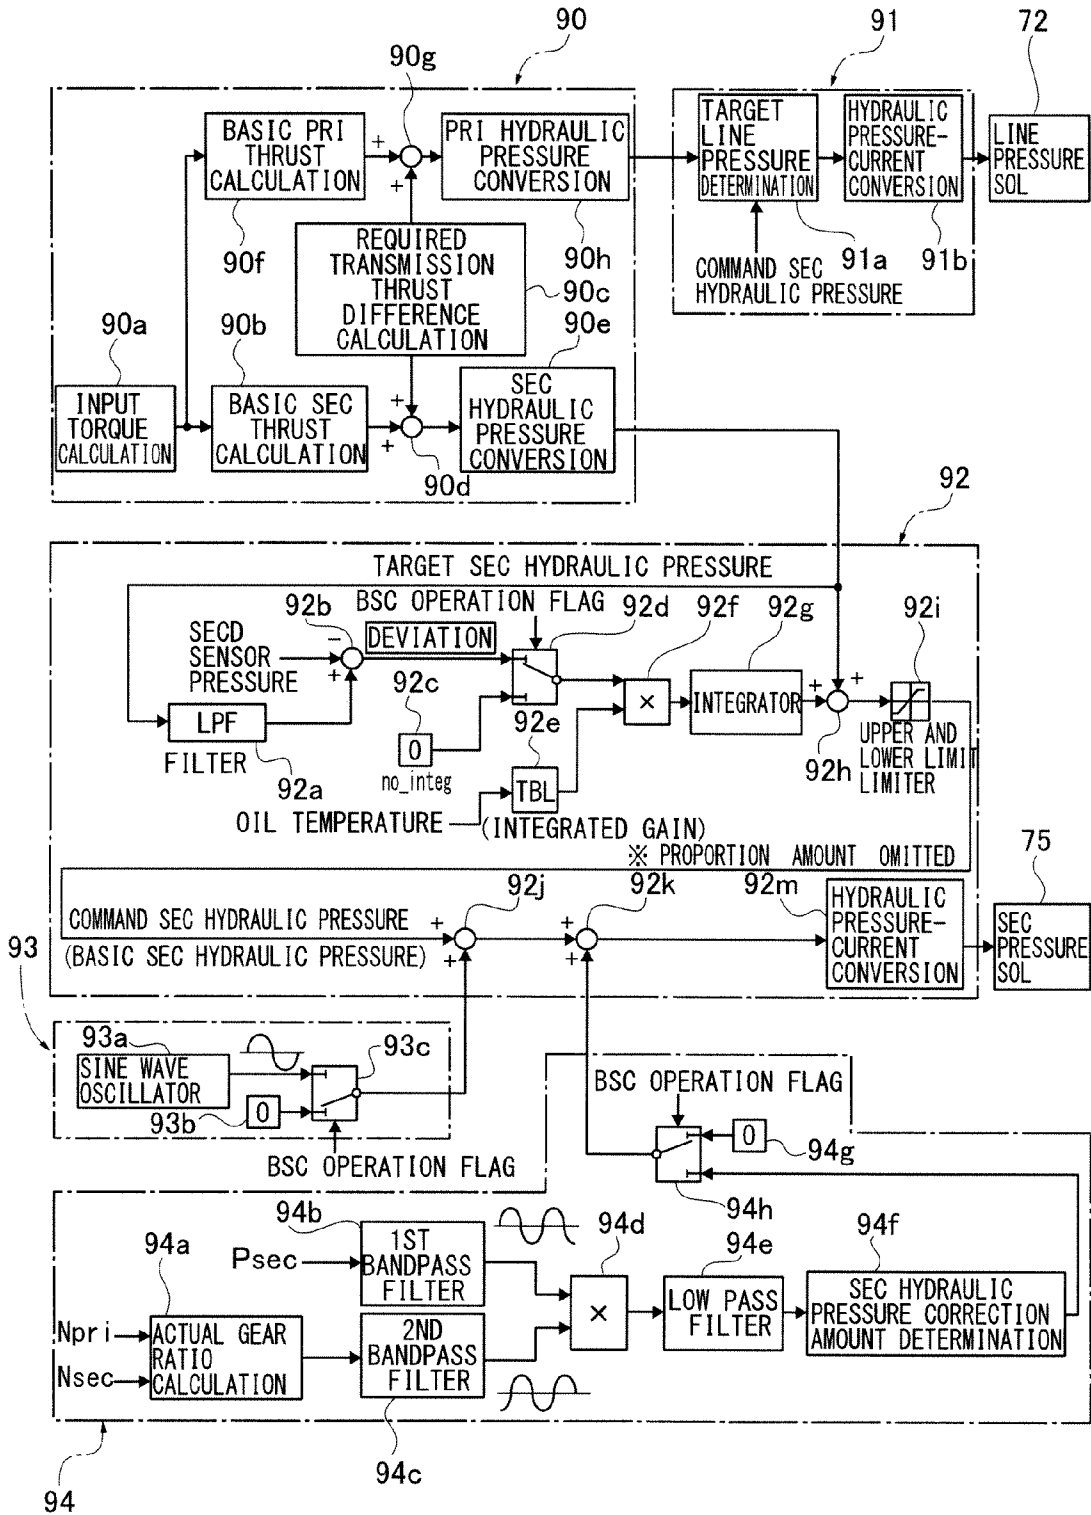 90
91
72
90g
BASIC PRI
THRUST
CALCULATION
+
+
PRI HYDRAULIC
PRESSURE
CONVERSION
TARGET
LINE
PRESSURE
DETERMINATION
HYDRAULIC
PRESSURE-
CURRENT
CONVERSION
LINE
PRESSURE
SOL
90f
REQUIRED
TRANSMISSION
THRUST
DIFFERENCE
CALCULATION
90h
90c
90e
91a
91b
COMMAND SEC
HYDRAULIC PRESSURE
90a
90b
INPUT
TORQUE
CALCULATION
BASIC SEC
THRUST
CALCULATION
+
+
SEC
HYDRAULIC
PRESSURE
CONVERSION
90d
92
TARGET SEC HYDRAULIC PRESSURE
BSC OPERATION FLAG
92b
92d
92f
92g
92i
SECD
SENSOR
PRESSURE
−
+
DEVIATION
92c
92e
×
INTEGRATOR
+
+
LPF
FILTER
92a
0
no_integ
TBL
92h
UPPER AND
LOWER LIMIT
LIMITER
OIL TEMPERATURE
(INTEGRATED GAIN)
※ PROPORTION AMOUNT OMITTED
92j
92k
92m
75
COMMAND SEC HYDRAULIC PRESSURE
(BASIC SEC HYDRAULIC PRESSURE)
+
+
+
+
HYDRAULIC
PRESSURE-
CURRENT
CONVERSION
SEC
PRESSURE
SOL
93
93a
SINE WAVE
OSCILLATOR
93c
93b
0
BSC OPERATION FLAG
BSC OPERATION FLAG
0
94g
94h
94b
94a
Psec
1ST
BANDPASS
FILTER
94d
94e
94f
Npri
Nsec
ACTUAL GEAR
RATIO
CALCULATION
2ND
BANDPASS
FILTER
×
LOW PASS
FILTER
SEC HYDRAULIC
PRESSURE CORRECTION
AMOUNT DETERMINATION
94c
94